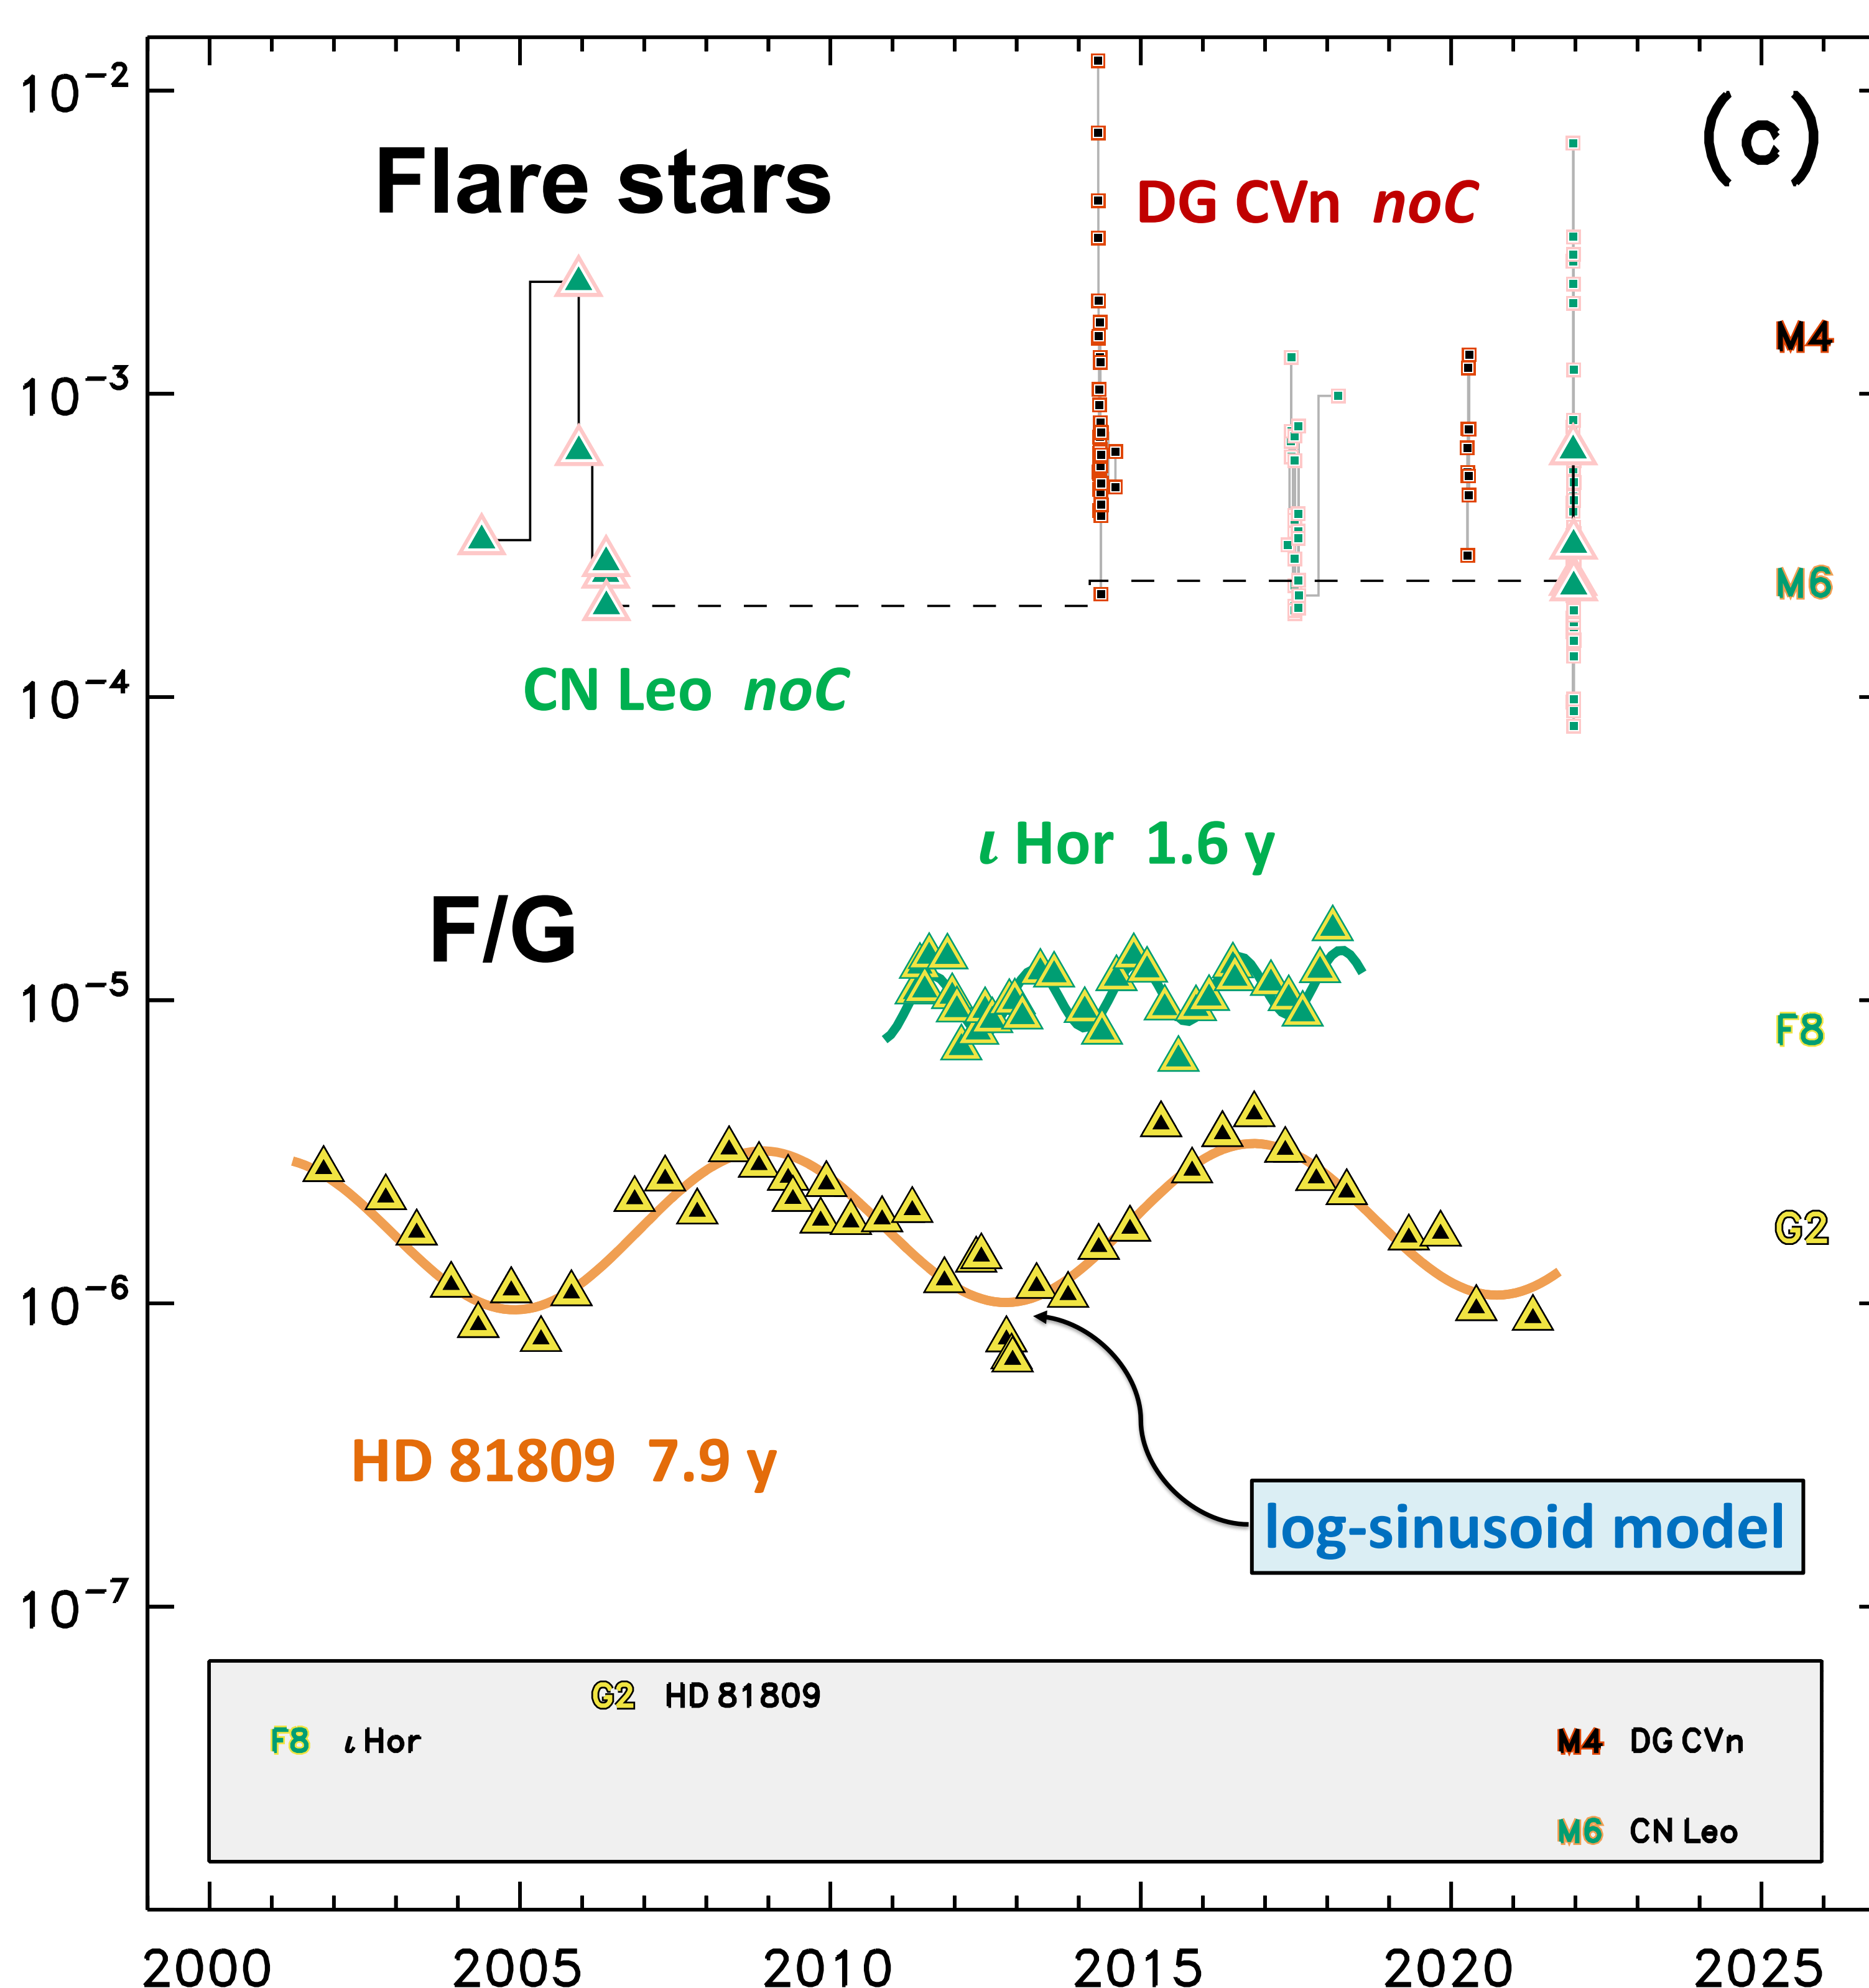 10⁻²
(c)
Flare stars
DG CVn noC
M4
10⁻³
M6
CN Leo noC
10⁻⁴
ι Hor 1.6 y
F/G
10⁻⁵
F8
G2
10⁻⁶
HD 81809 7.9 y
log-sinusoid model
10⁻⁷
G2 HD 81809
F8 ι Hor
M4 DG CVn
M6 CN Leo
2000 2005 2010 2015 2020 2025